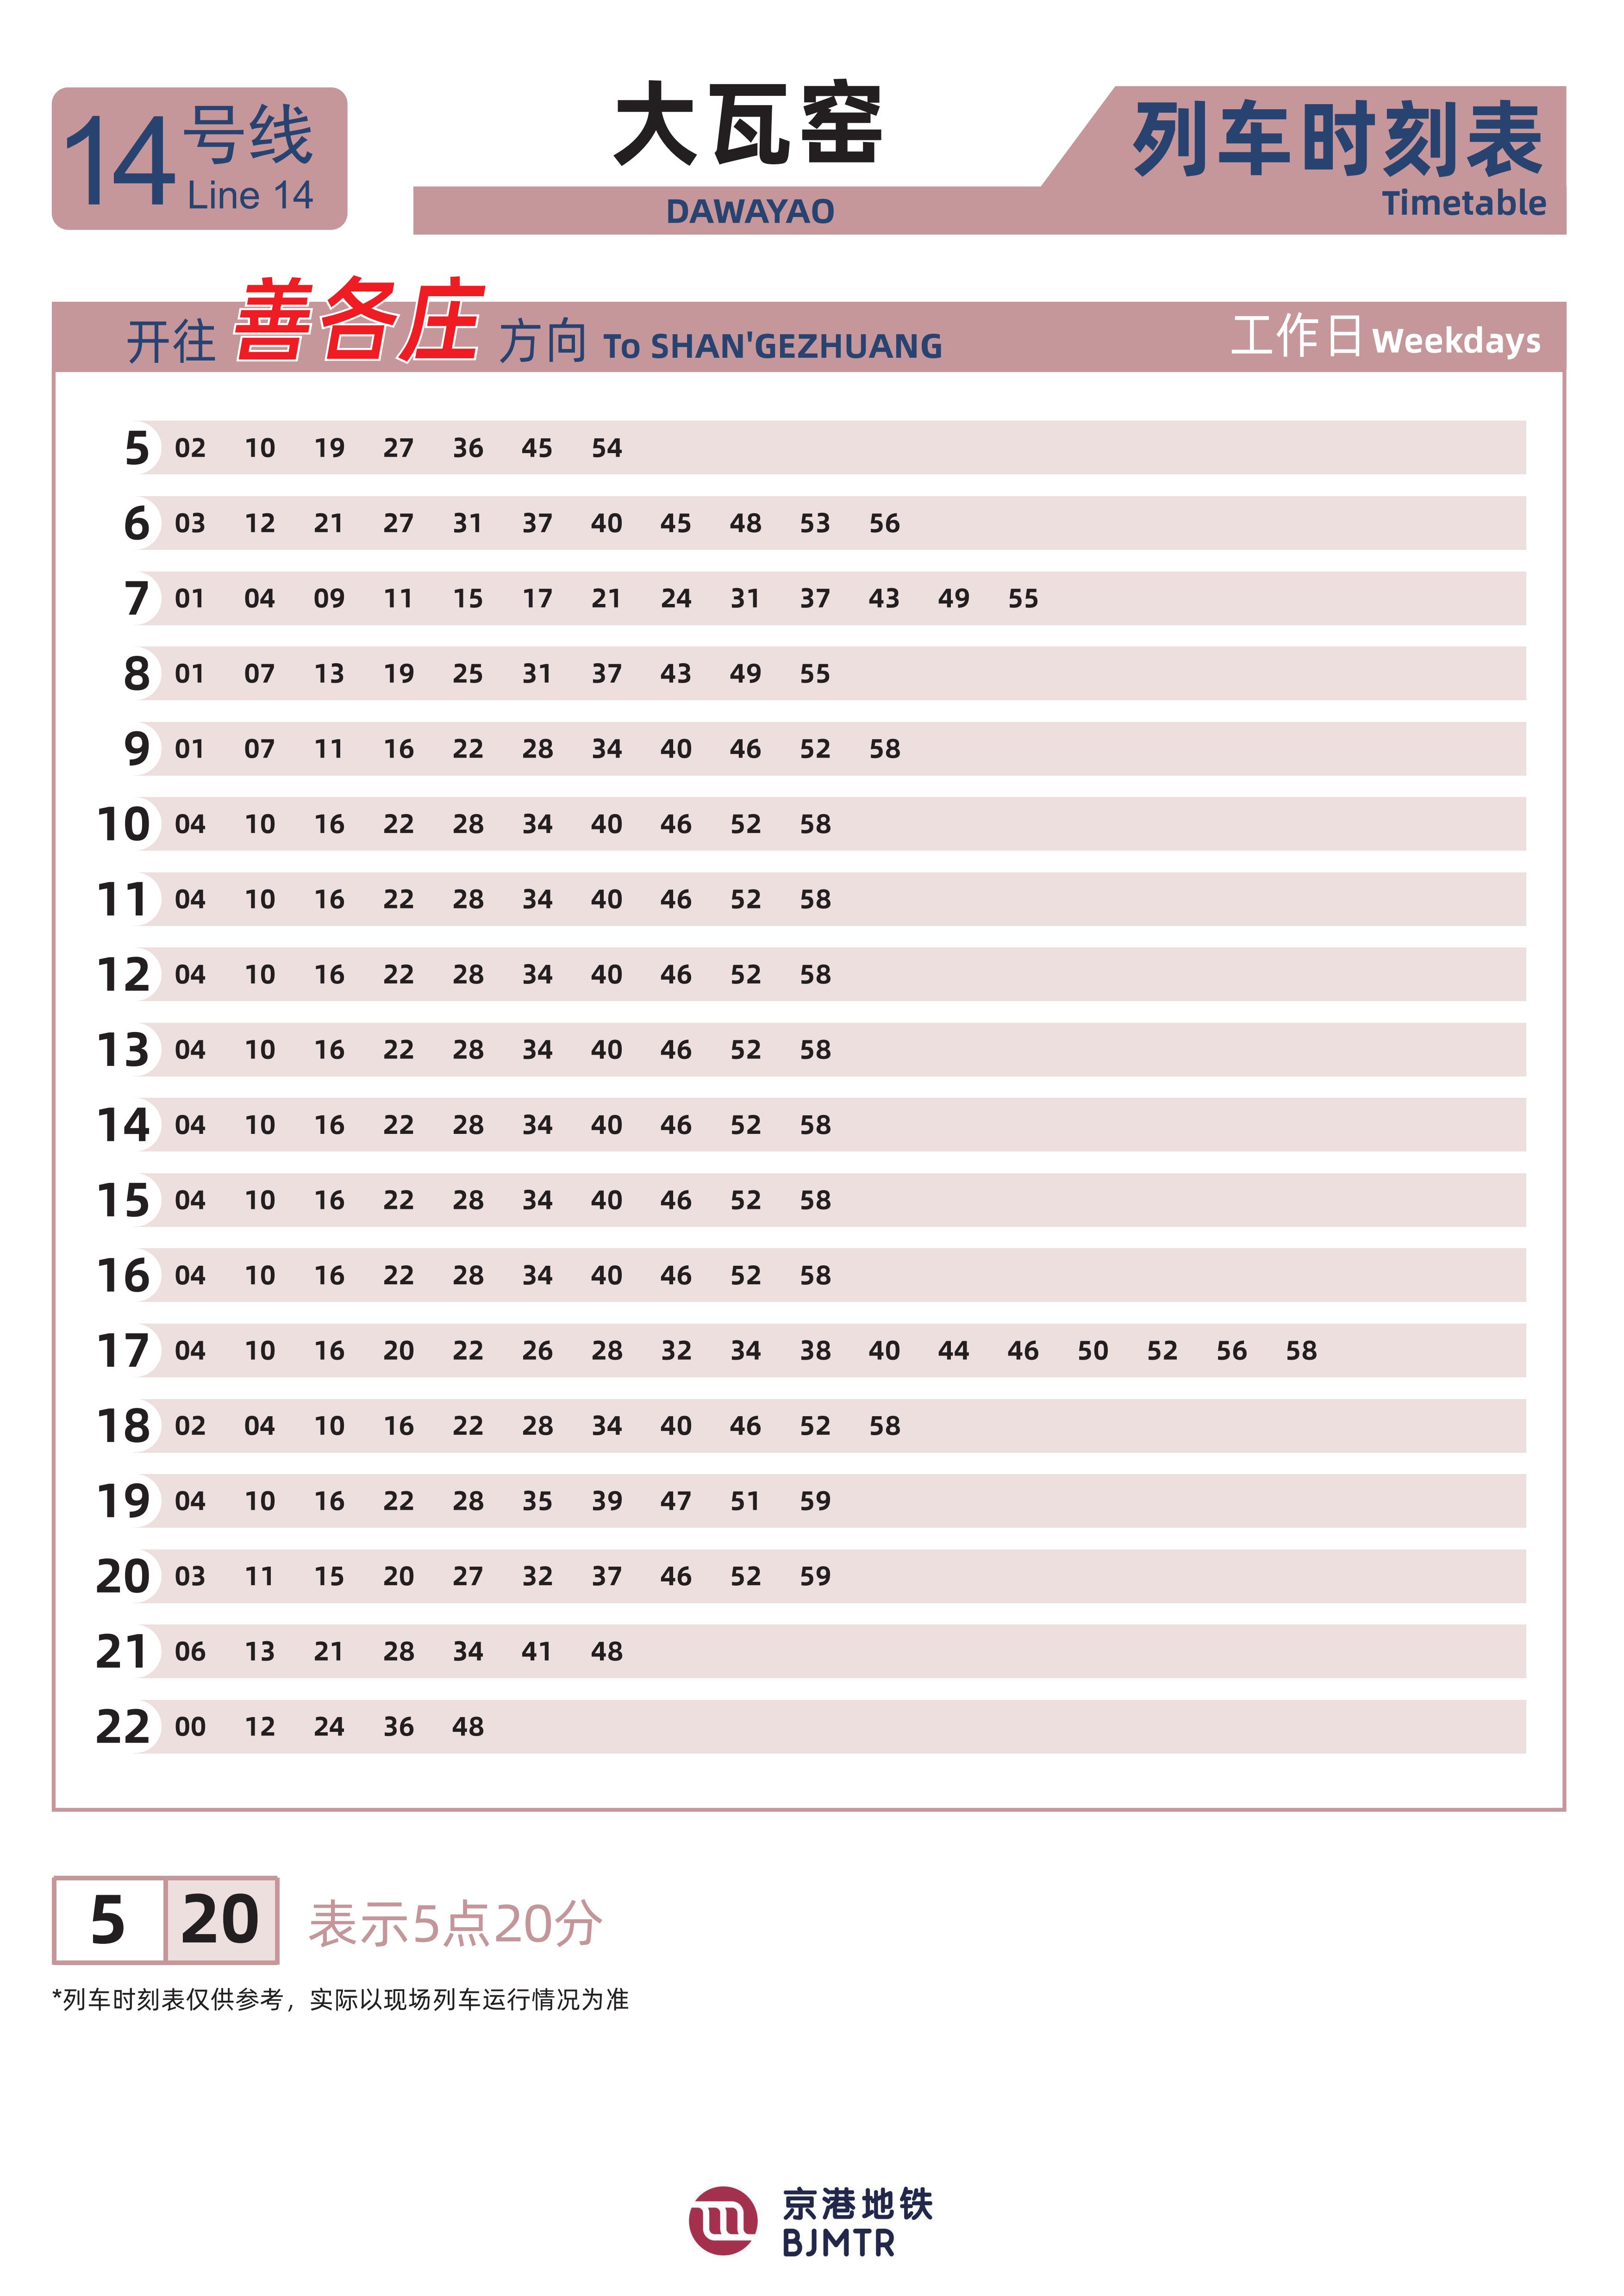 14号线
Line 14
大瓦窑
DAWAYAO
列车时刻表
Timetable
开往 善各庄 方向 To SHAN'GEZHUANG 工作日 Weekdays
5 02 10 19 27 36 45 54
6 03 12 21 27 31 37 40 45 48 53 56
7 01 04 09 11 15 17 21 24 31 37 43 49 55
8 01 07 13 19 25 31 37 43 49 55
9 01 07 11 16 22 28 34 40 46 52 58
10 04 10 16 22 28 34 40 46 52 58
11 04 10 16 22 28 34 40 46 52 58
12 04 10 16 22 28 34 40 46 52 58
13 04 10 16 22 28 34 40 46 52 58
14 04 10 16 22 28 34 40 46 52 58
15 04 10 16 22 28 34 40 46 52 58
16 04 10 16 22 28 34 40 46 52 58
17 04 10 16 20 22 26 28 32 34 38 40 44 46 50 52 56 58
18 02 04 10 16 22 28 34 40 46 52 58
19 04 10 16 22 28 35 39 47 51 59
20 03 11 15 20 27 32 37 46 52 59
21 06 13 21 28 34 41 48
22 00 12 24 36 48
5 20 表示5点20分
*列车时刻表仅供参考，实际以现场列车运行情况为准
京港地铁
BJMTR